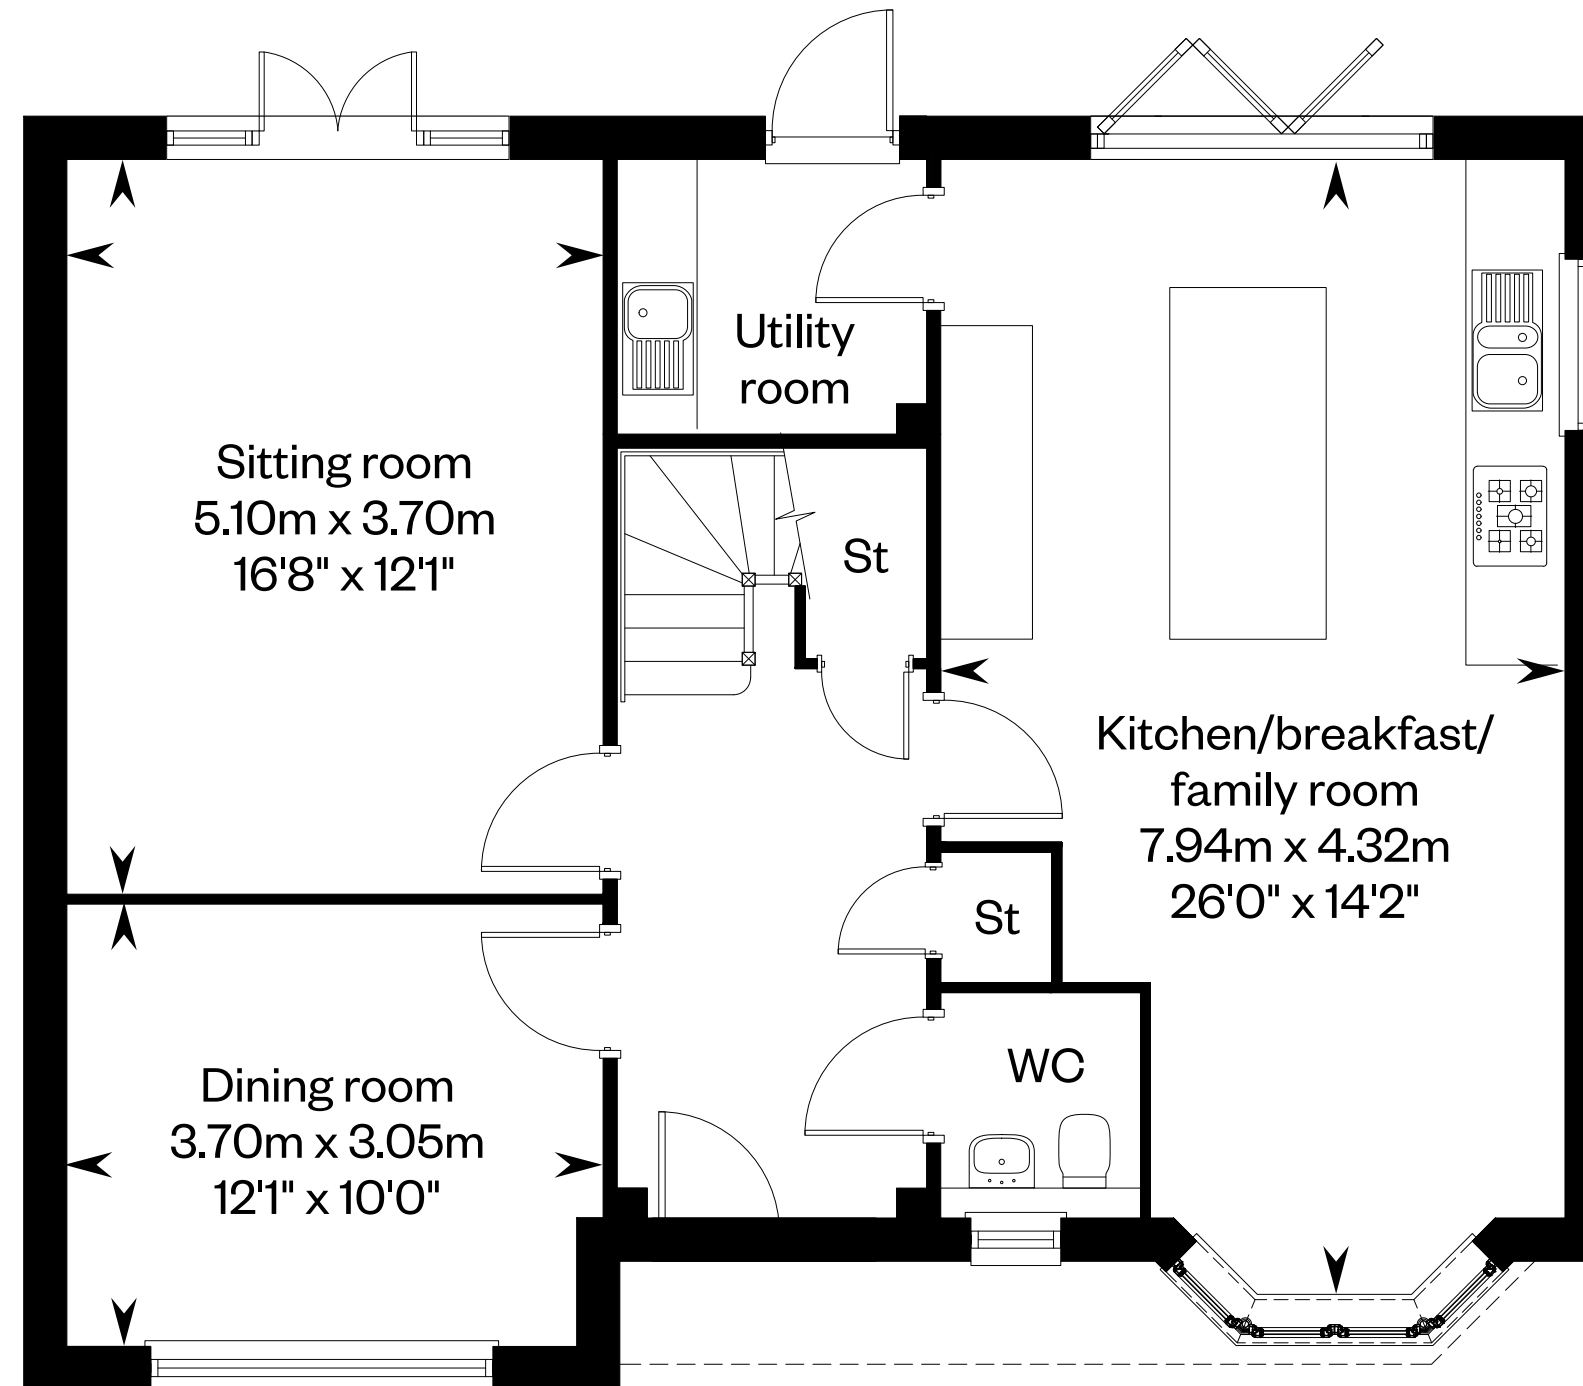 Utility
room
Sitting room
5.10m x 3.70m
16'8" x 12'1"
St
Kitchen/breakfast/
family room
7.94m x 4.32m
26'0" x 14'2"
St
WC
Dining room
3.70m x 3.05m
12'1" x 10'0"